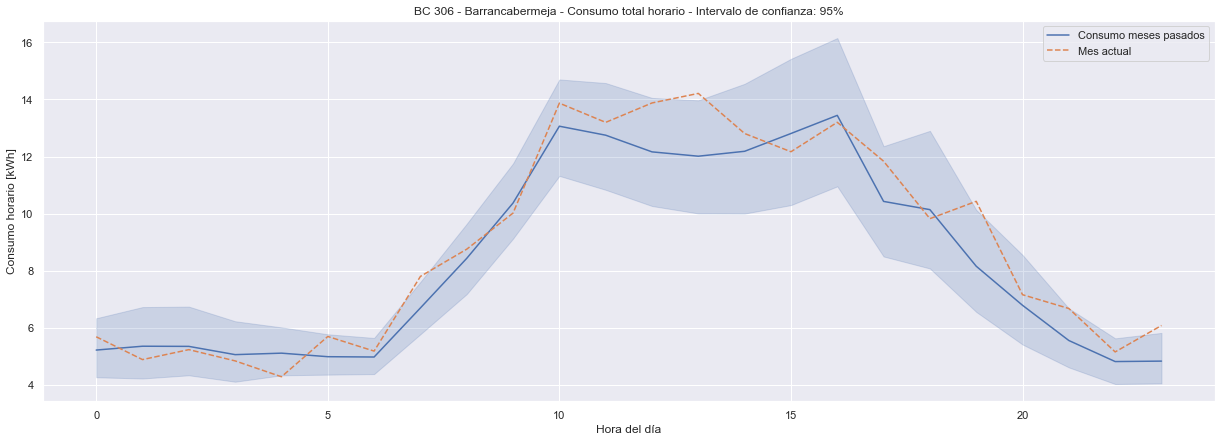 BC 306 - Barrancabermeja - Consumo total horario - Intervalo de confianza: 95%
Consumo meses pasados
Mes actual
Consumo horario [kWh]
16
14
12
10
8
6
4
0
5
10
15
20
Hora del día